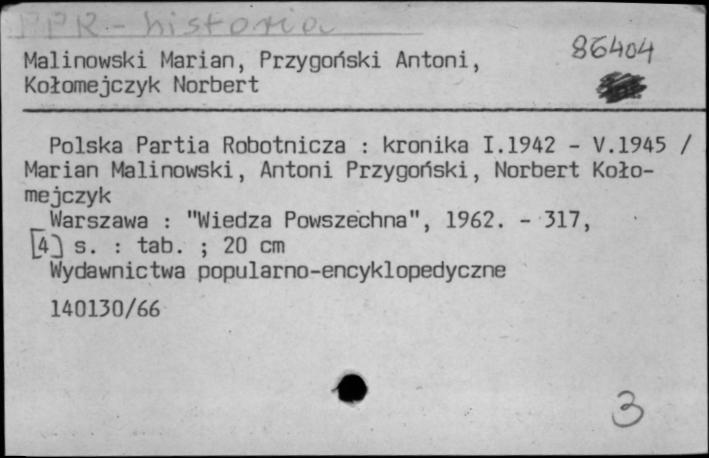 PPR - historia
86404
Malinowski Marian, Przygoński Antoni,
Kołomejczyk Norbert
Polska Partia Robotnicza : kronika I.1942 - V.1945 /
Marian Malinowski, Antoni Przygoński, Norbert Koło-
mejczyk
Warszawa : "Wiedza Powszechna", 1962. - 317,
[4] s. : tab. ; 20 cm
Wydawnictwa popularno-encyklopedyczne
140130/66
3